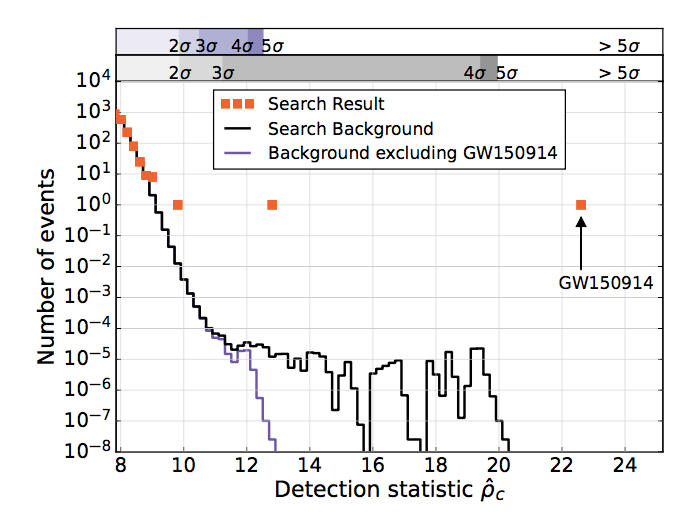 2σ 3σ 4σ 5σ > 5σ
2σ 3σ 4σ 5σ > 5σ
Search Result
Search Background
Background excluding GW150914
10⁴
10³
10²
10¹
10⁰
10⁻¹
10⁻²
10⁻³
10⁻⁴
10⁻⁵
10⁻⁶
10⁻⁷
10⁻⁸
Number of events
GW150914
8 10 12 14 16 18 20 22 24
Detection statistic ρ̂c